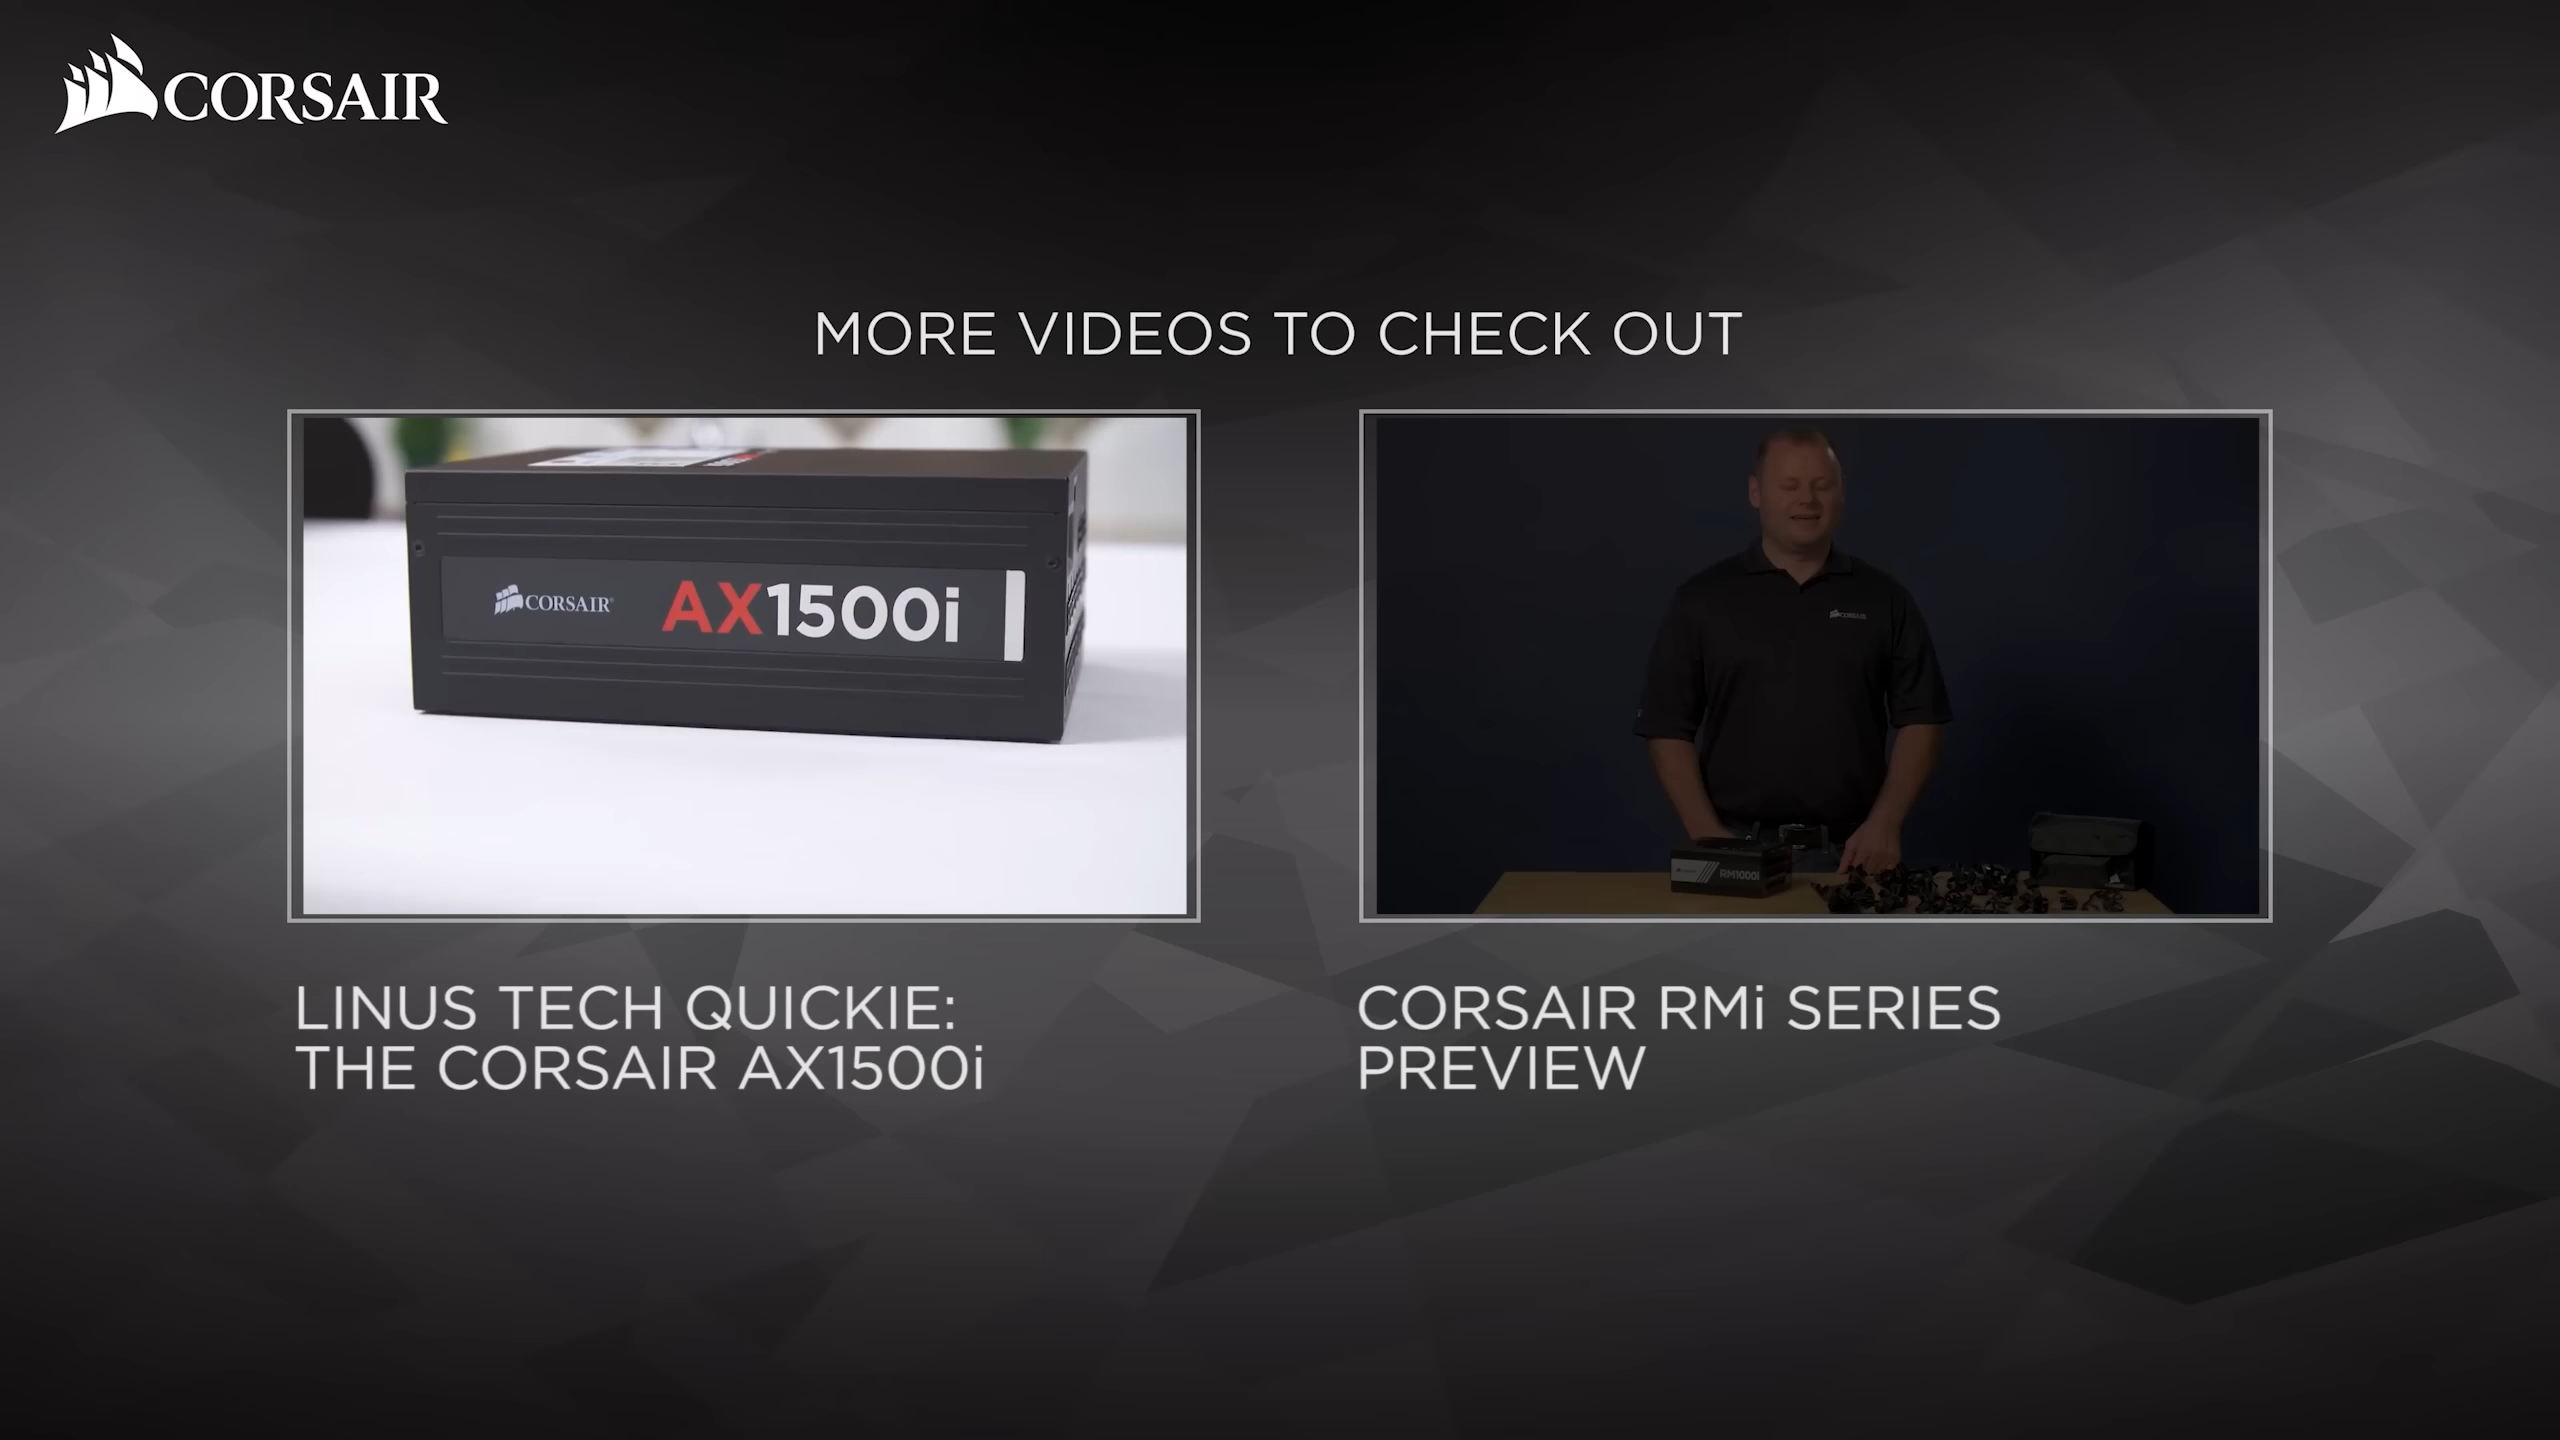 CORSAIR
MORE VIDEOS TO CHECK OUT
CORSAIR AX1500i
RM1000i
LINUS TECH QUICKIE:
THE CORSAIR AX1500i
CORSAIR RMi SERIES
PREVIEW